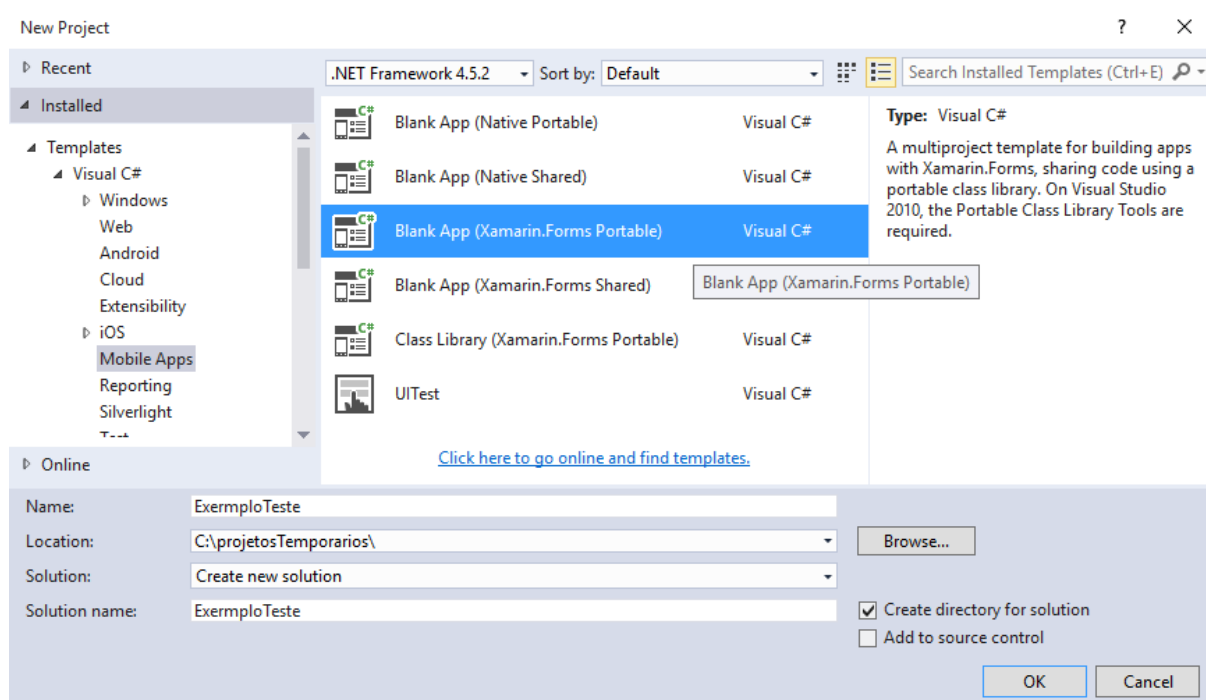 New Project
?
Recent
.NET Framework 4.5.2
Sort by: Default
Search Installed Templates (Ctrl+E)
Installed
Templates
Visual C#
Windows
Web
Android
Cloud
Extensibility
iOS
Mobile Apps
Reporting
Silverlight
Test
Online
C# Blank App (Native Portable) Visual C#
C# Blank App (Native Shared) Visual C#
C# Blank App (Xamarin.Forms Portable) Visual C#
C# Blank App (Xamarin.Forms Shared)
Blank App (Xamarin.Forms Portable)
C# Class Library (Xamarin.Forms Portable) Visual C#
UITest Visual C#
Click here to go online and find templates.
Type: Visual C#
A multiproject template for building apps
with Xamarin.Forms, sharing code using a
portable class library. On Visual Studio
2010, the Portable Class Library Tools are
required.
Name: ExermploTeste
Location: C:\projetosTemporarios\
Browse...
Solution: Create new solution
Solution name: ExermploTeste
Create directory for solution
Add to source control
OK
Cancel